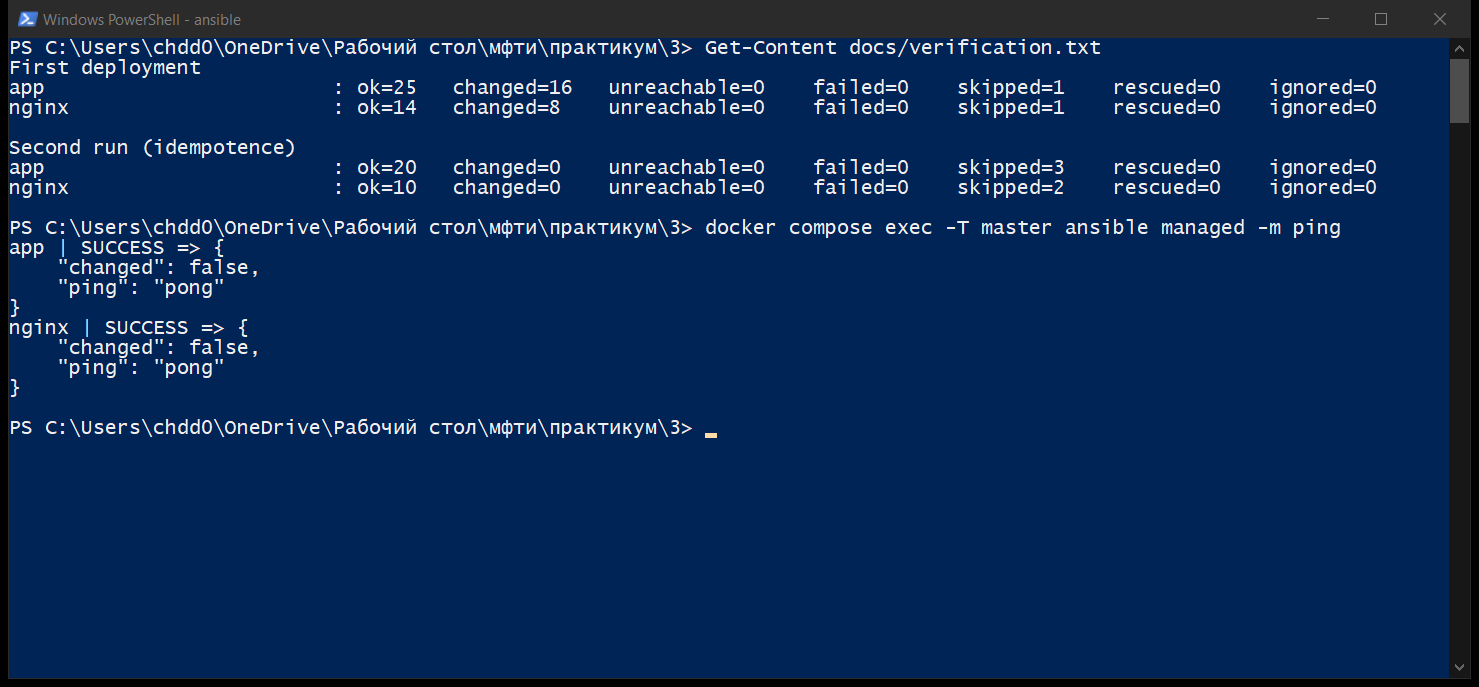 Windows PowerShell - ansible
PS C:\Users\chdd0\OneDrive\Рабочий стол\мфти\практикум\3> Get-Content docs/verification.txt
First deployment
app                        : ok=25   changed=16   unreachable=0    failed=0    skipped=1    rescued=0    ignored=0
nginx                      : ok=14   changed=8    unreachable=0    failed=0    skipped=1    rescued=0    ignored=0
Second run (idempotence)
app                        : ok=20   changed=0    unreachable=0    failed=0    skipped=3    rescued=0    ignored=0
nginx                      : ok=10   changed=0    unreachable=0    failed=0    skipped=2    rescued=0    ignored=0
PS C:\Users\chdd0\OneDrive\Рабочий стол\мфти\практикум\3> docker compose exec -T master ansible managed -m ping
app | SUCCESS => {
    "changed": false,
    "ping": "pong"
}
nginx | SUCCESS => {
    "changed": false,
    "ping": "pong"
}
PS C:\Users\chdd0\OneDrive\Рабочий стол\мфти\практикум\3>